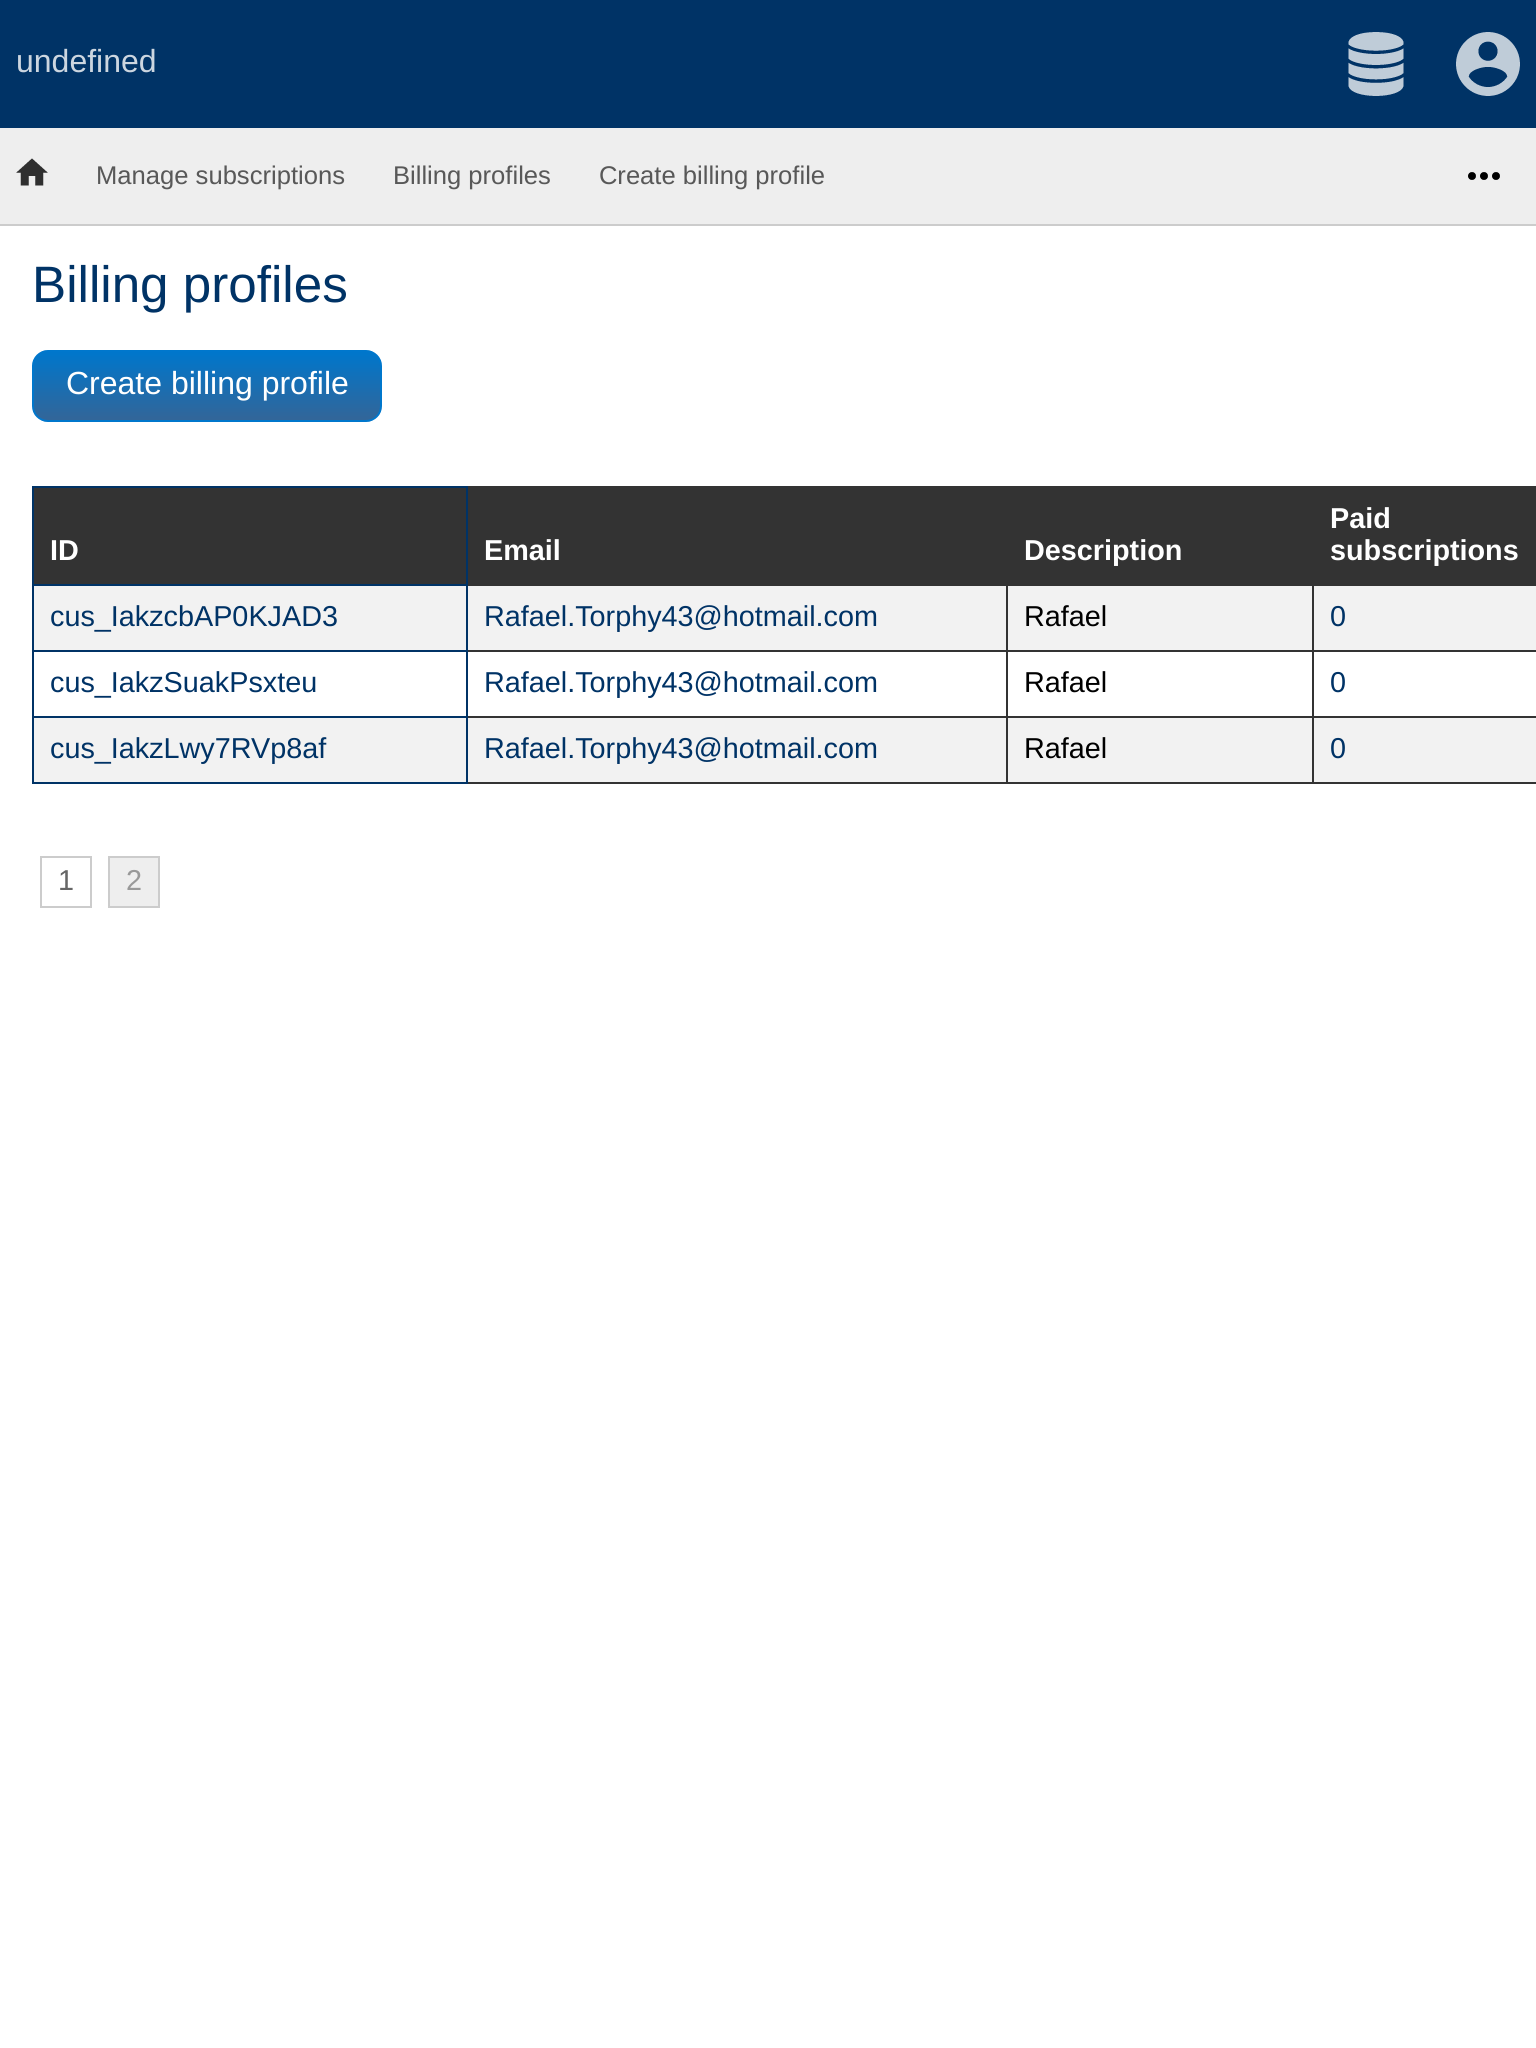 undefined
Manage subscriptions Billing profiles Create billing profile
Billing profiles
Create billing profile
ID Email Description Paid subscriptions
cus_IakzcbAP0KJAD3 Rafael.Torphy43@hotmail.com Rafael 0
cus_IakzSuakPsxteu Rafael.Torphy43@hotmail.com Rafael 0
cus_IakzLwy7RVp8af Rafael.Torphy43@hotmail.com Rafael 0
1 2